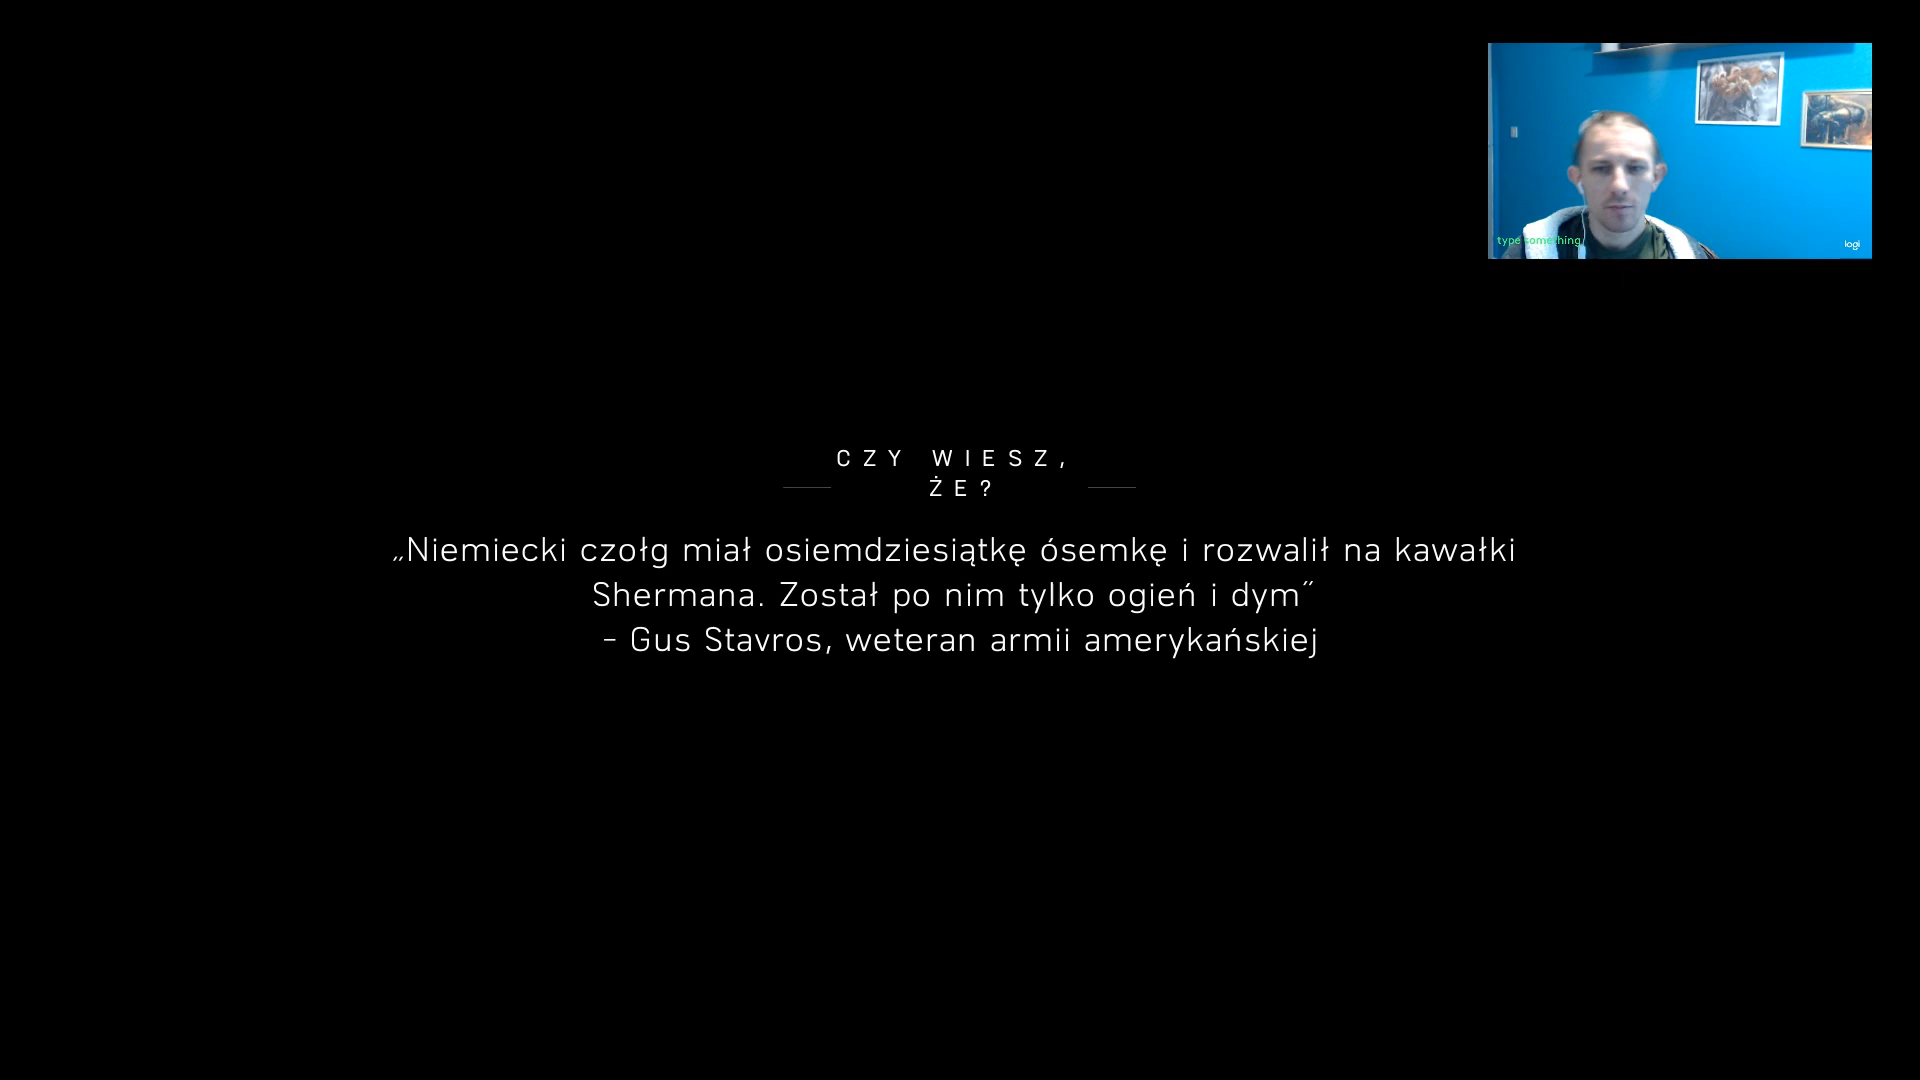 type something
logi
CZY WIESZ,
ŻE?
„Niemiecki czołg miał osiemdziesiątkę ósemkę i rozwalił na kawałki
Shermana. Został po nim tylko ogień i dym”
- Gus Stavros, weteran armii amerykańskiej